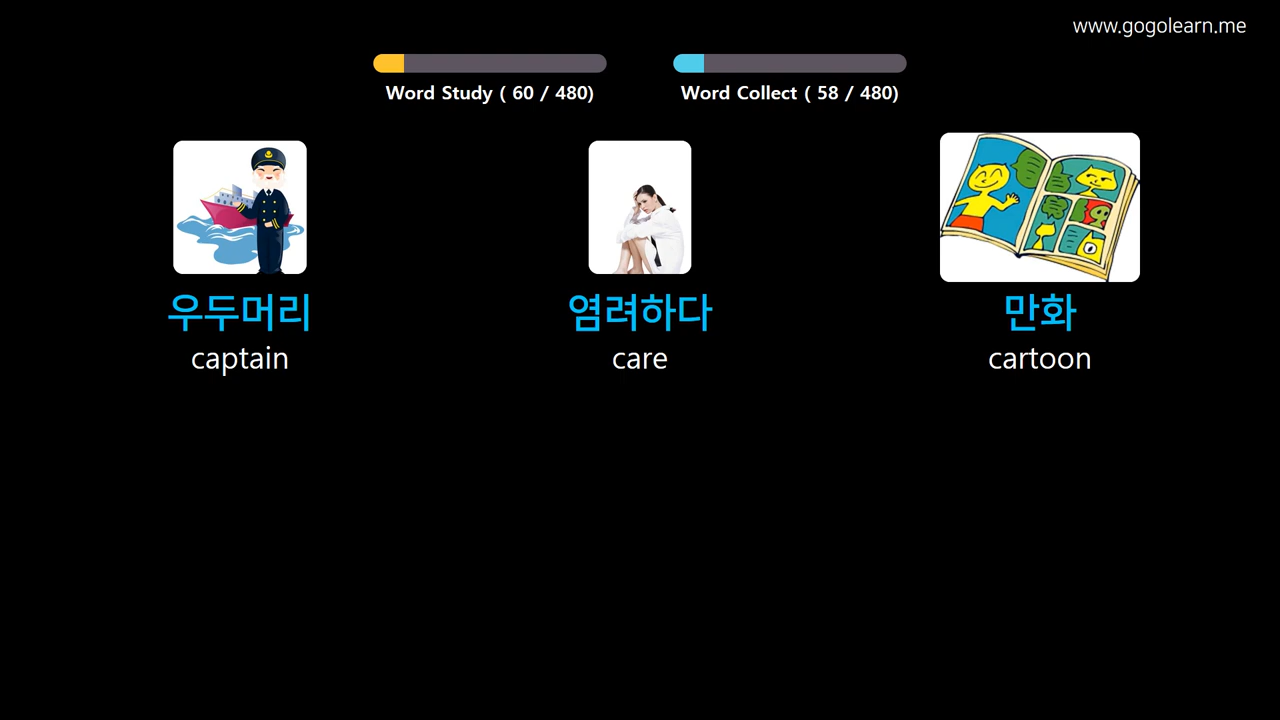 www.gogolearn.me
Word Study ( 60 / 480)
Word Collect ( 58 / 480)
우두머리
염려하다
만화
captain
care
cartoon